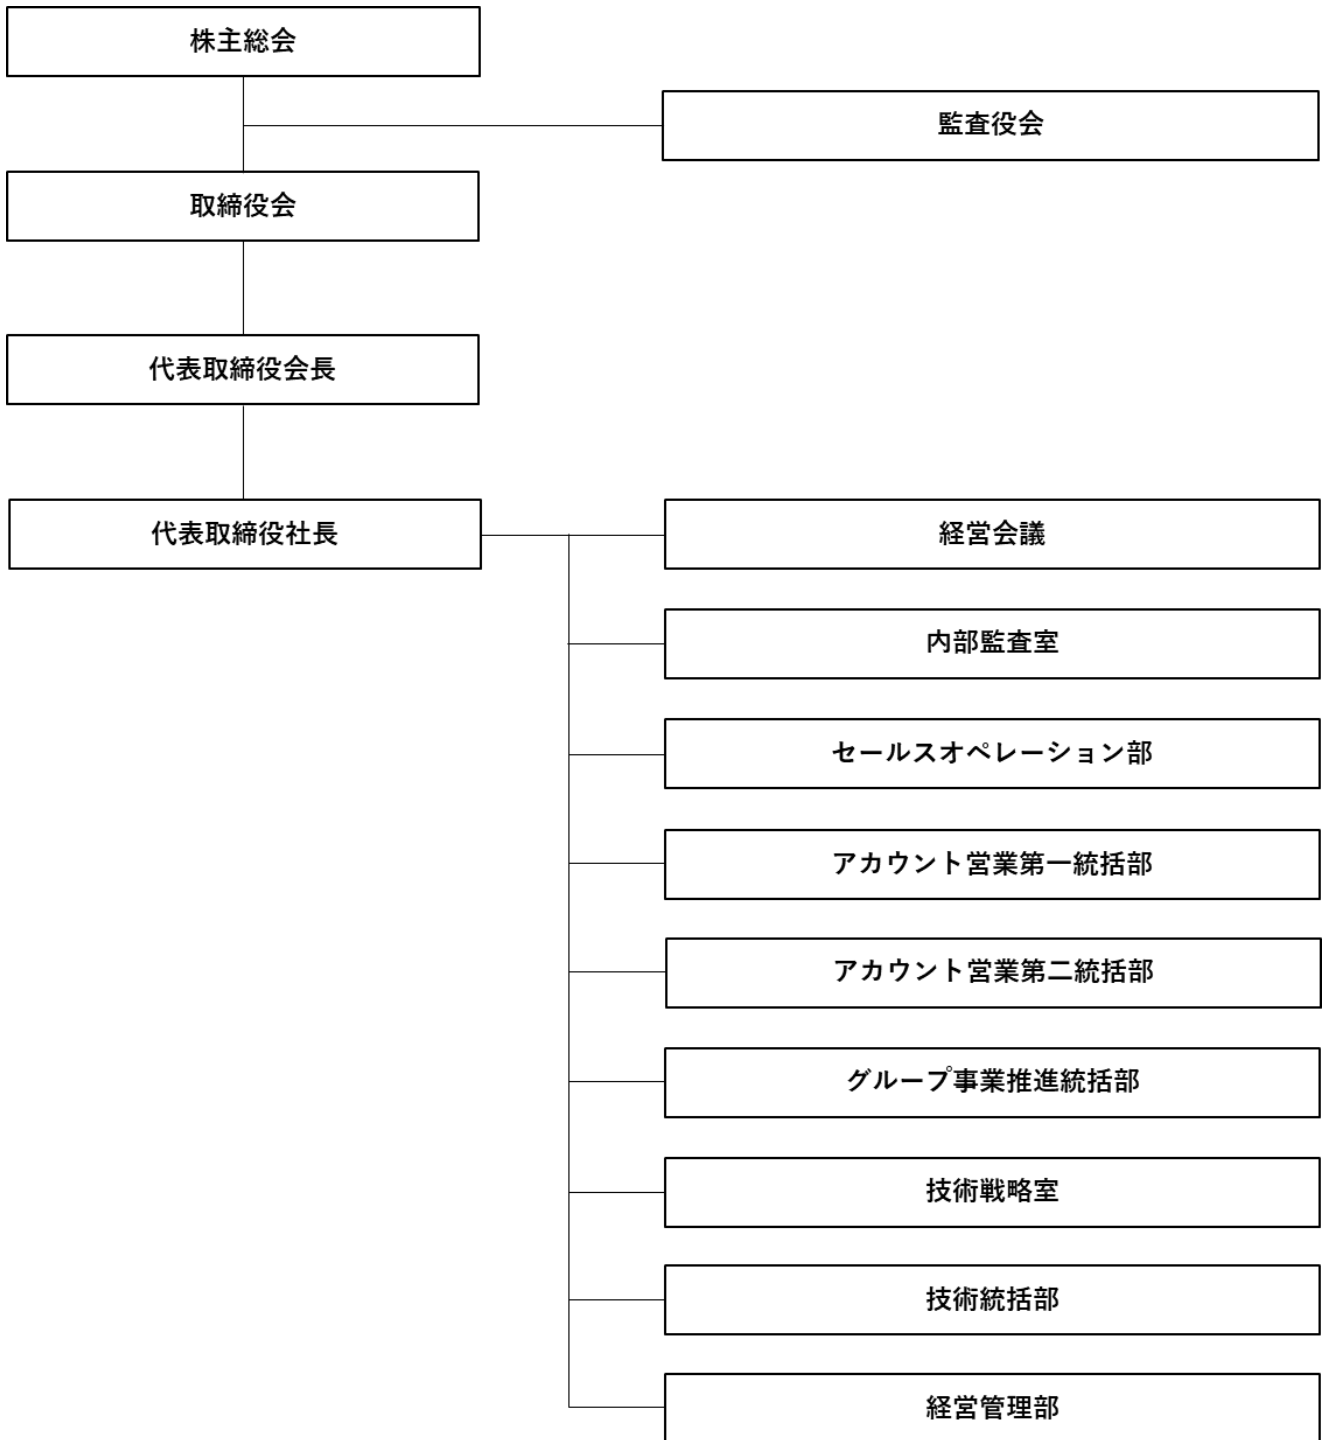 株主総会
監査役会
取締役会
代表取締役会長
代表取締役社長
経営会議
内部監査室
セールスオペレーション部
アカウント営業第一統括部
アカウント営業第二統括部
グループ事業推進統括部
技術戦略室
技術統括部
経営管理部